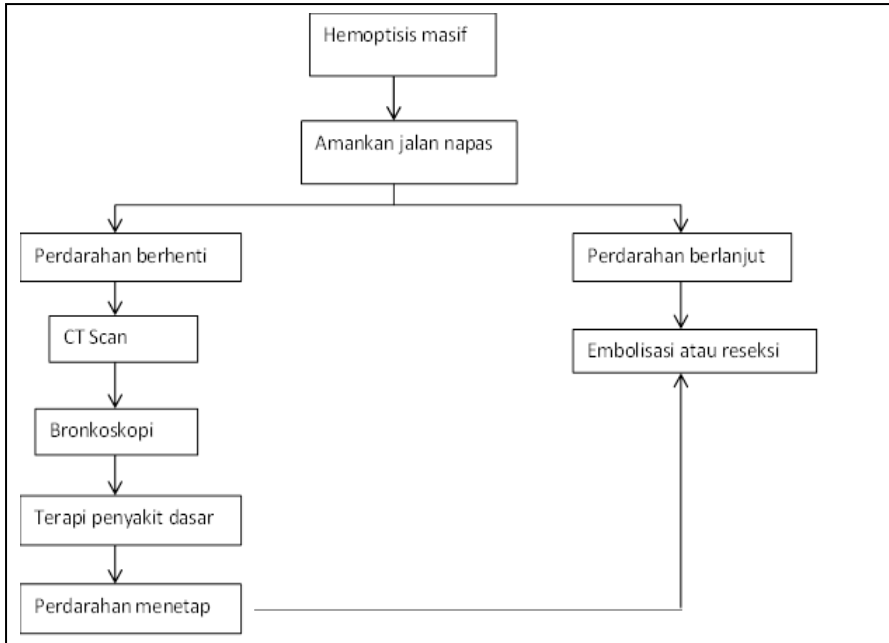 Hemoptisis masif
Amankan jalan napas
Perdarahan berhenti
Perdarahan berlanjut
CT Scan
Embolisasi atau reseksi
Bronkoskopi
Terapi penyakit dasar
Perdarahan menetap